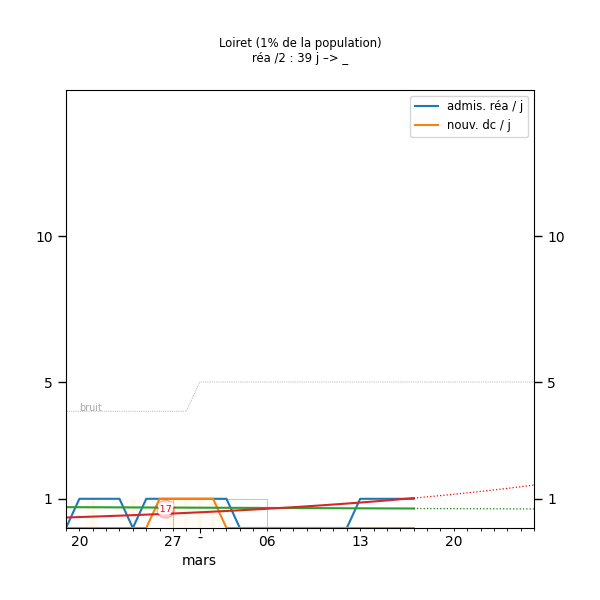 Loiret (1% de la population)
réa /2 : 39 j –> _
admis. réa / j
nouv. dc / j
10
10
5
5
bruit
1
1
17
20
27
-
06
13
20
mars